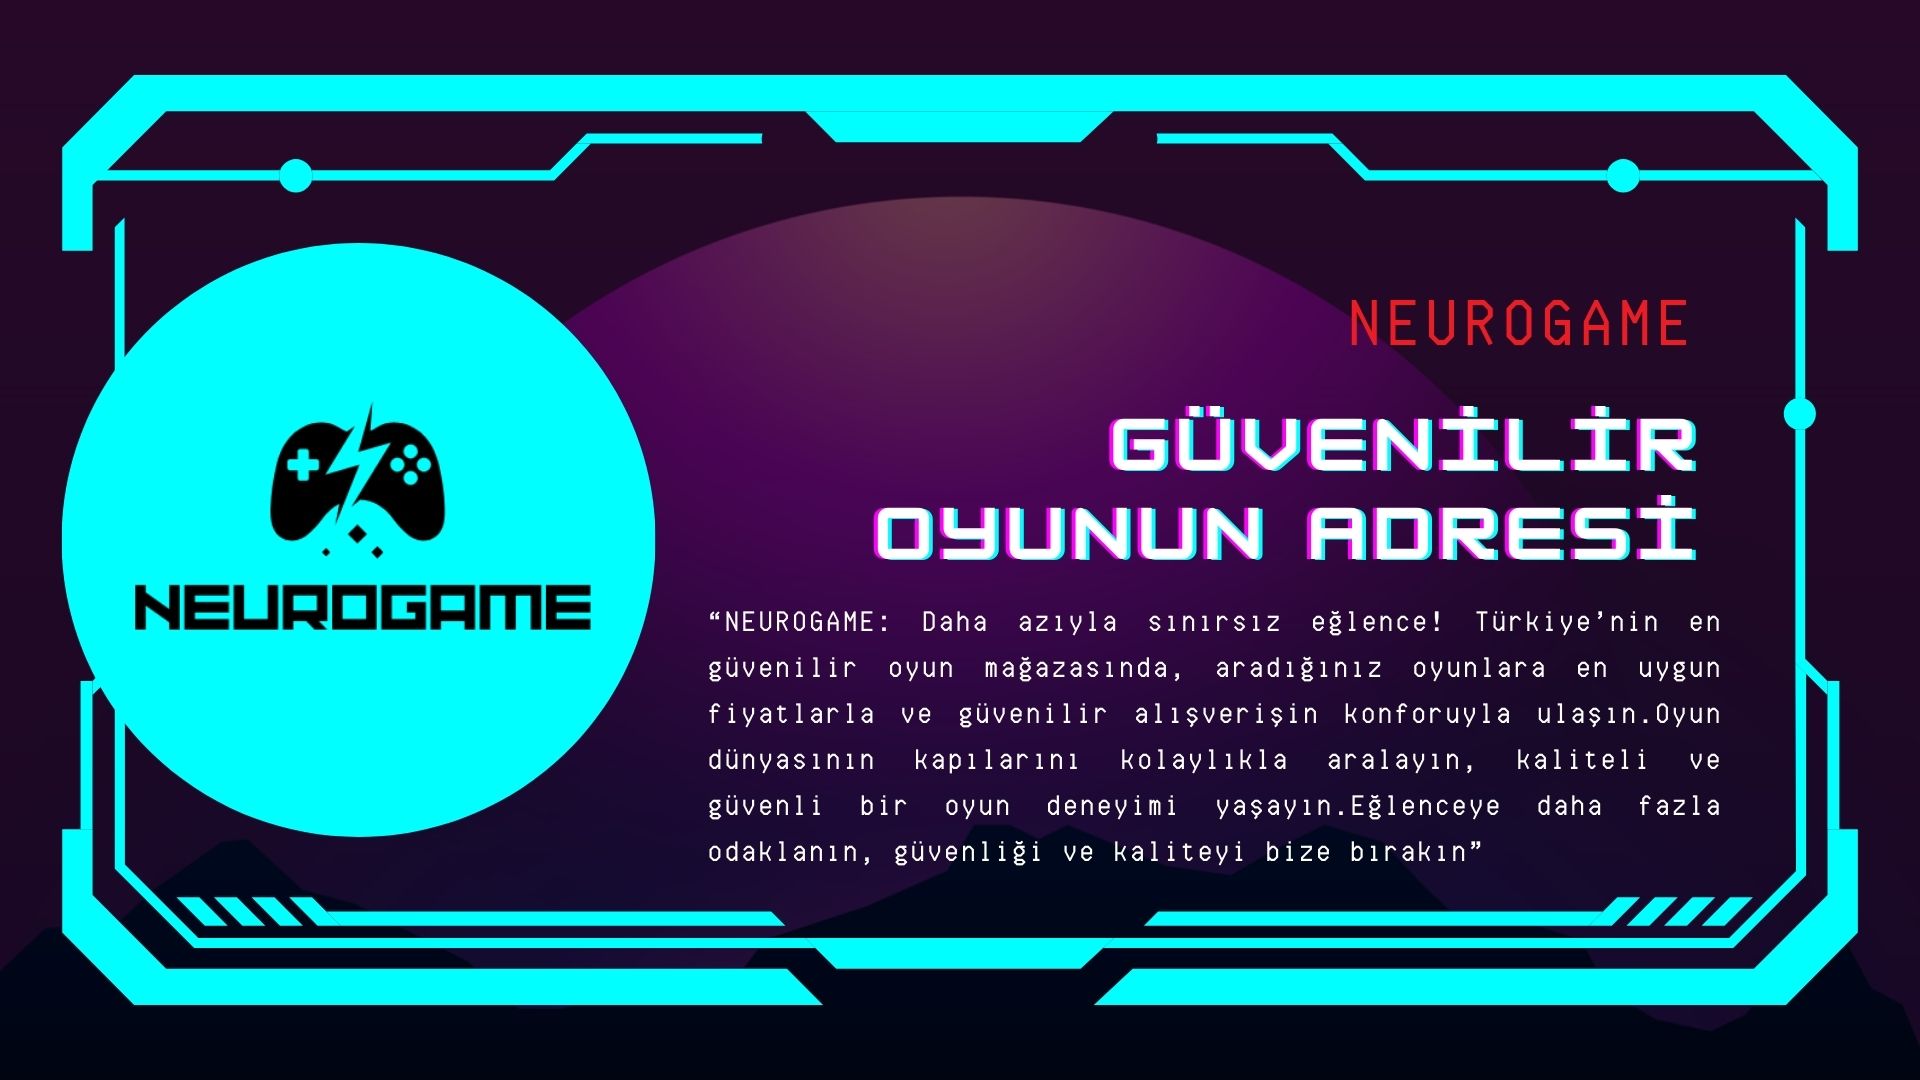 NEUROGAME
NEUROGAME
GÜVENİLİR
OYUNUN ADRESİ
“NEUROGAME: Daha azıyla sınırsız eğlence! Türkiye’nin en
güvenilir oyun mağazasında, aradığınız oyunlara en uygun
fiyatlarla ve güvenilir alışverişin konforuyla ulaşın.Oyun
dünyasının kapılarını kolaylıkla aralayın, kaliteli ve
güvenli bir oyun deneyimi yaşayın.Eğlenceye daha fazla
odaklanın, güvenliği ve kaliteyi bize bırakın”